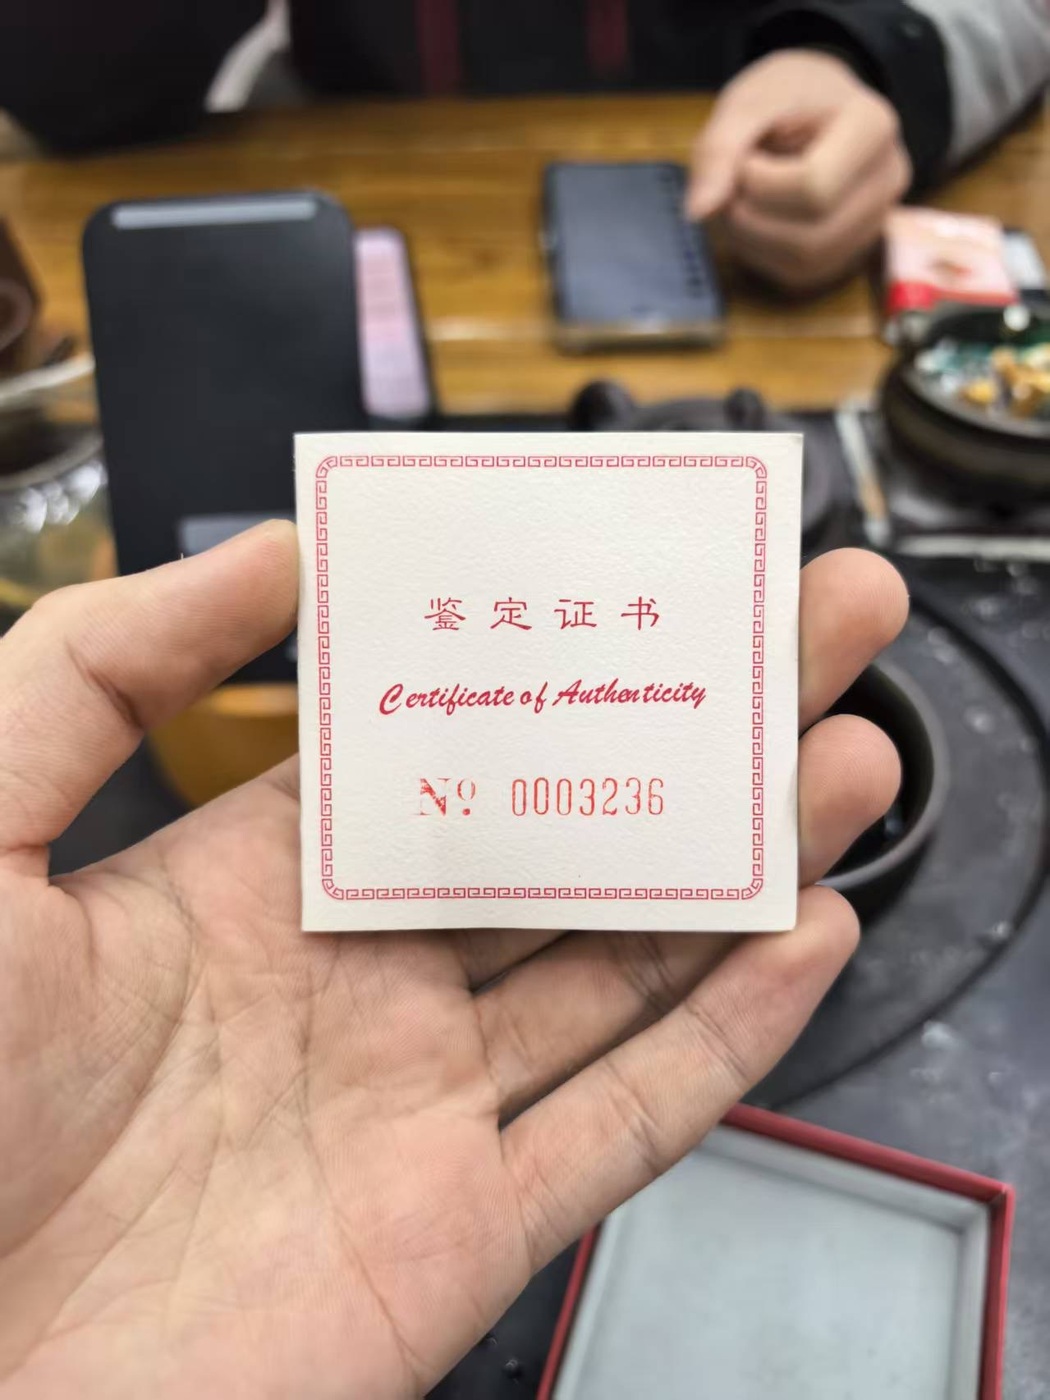 鉴定证书
Certificate of Authenticity
Nº 0003236